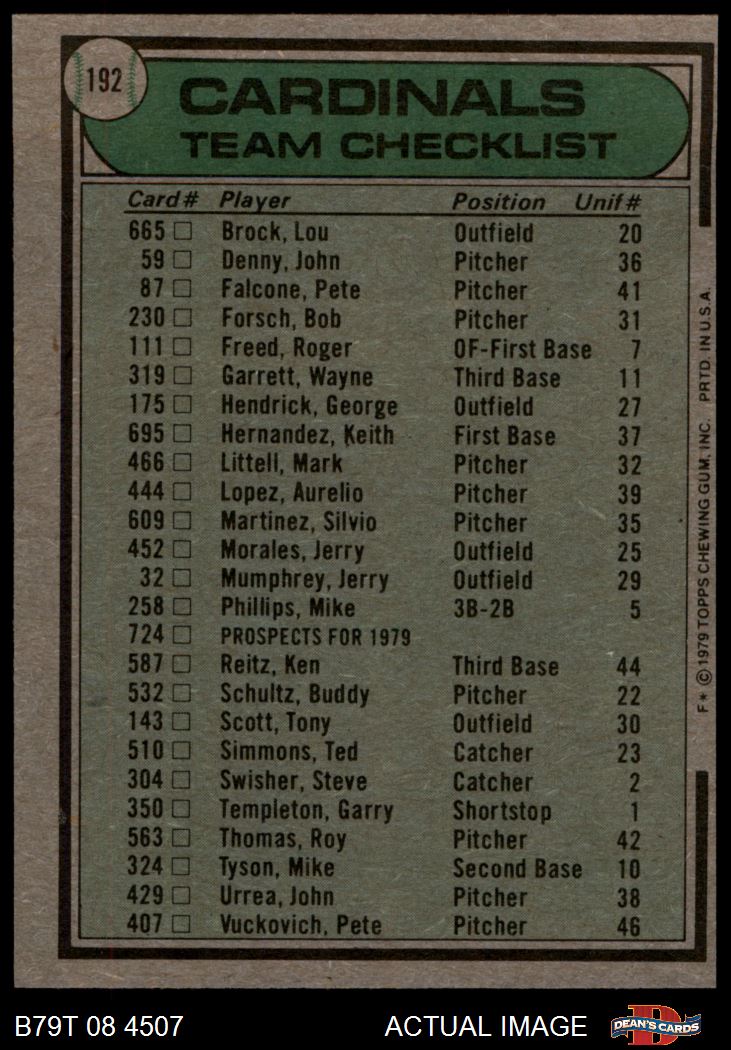 192
CARDINALS
TEAM CHECKLIST
Card # Player Position Unif #
665 □ Brock, Lou Outfield 20
59 □ Denny, John Pitcher 36
87 □ Falcone, Pete Pitcher 41
230 □ Forsch, Bob Pitcher 31
111 □ Freed, Roger OF-First Base 7
319 □ Garrett, Wayne Third Base 11
175 □ Hendrick, George Outfield 27
695 □ Hernandez, Keith First Base 37
466 □ Littell, Mark Pitcher 32
444 □ Lopez, Aurelio Pitcher 39
609 □ Martinez, Silvio Pitcher 35
452 □ Morales, Jerry Outfield 25
32 □ Mumphrey, Jerry Outfield 29
258 □ Phillips, Mike 3B-2B 5
724 □ PROSPECTS FOR 1979
587 □ Reitz, Ken Third Base 44
532 □ Schultz, Buddy Pitcher 22
143 □ Scott, Tony Outfield 30
510 □ Simmons, Ted Catcher 23
304 □ Swisher, Steve Catcher 2
350 □ Templeton, Garry Shortstop 1
563 □ Thomas, Roy Pitcher 42
324 □ Tyson, Mike Second Base 10
429 □ Urrea, John Pitcher 38
407 □ Vuckovich, Pete Pitcher 46
F* © 1979 TOPPS CHEWING GUM, INC. PRTD. IN U.S.A.
B79T 08 4507 ACTUAL IMAGE
D
DEAN'S CARDS